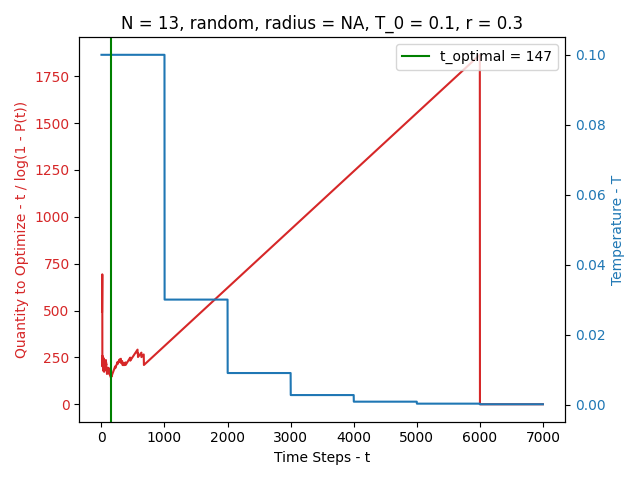 N = 13, random, radius = NA, T_0 = 0.1, r = 0.3
t_optimal = 147
Quantity to Optimize - t / log(1 - P(t))
1750
1500
1250
1000
750
500
250
0
0.10
0.08
0.06
0.04
0.02
0.00
Temperature - T
0 1000 2000 3000 4000 5000 6000 7000
Time Steps - t